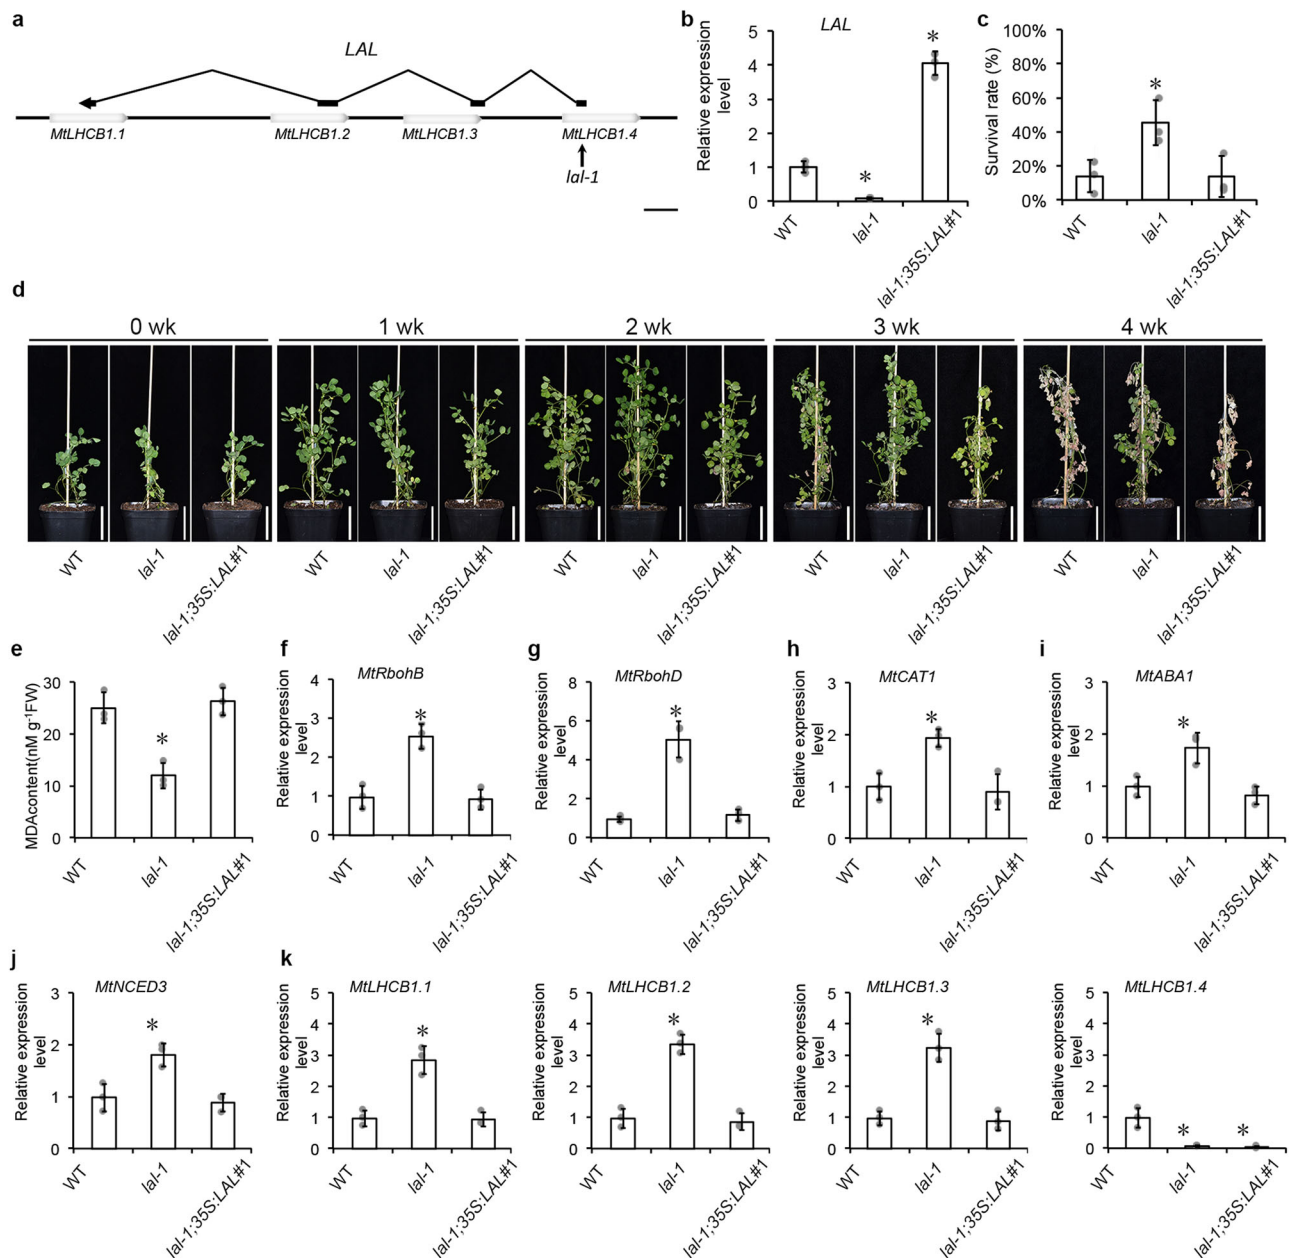 a
LAL
MtLHCB1.1
MtLHCB1.2
MtLHCB1.3
MtLHCB1.4
lal-1
b
LAL
Relative expression
level
5
4
3
2
1
0
*
*
WT
lal-1
lal-1;35S:LAL#1
c
Survival rate (%)
100%
80%
60%
40%
20%
0%
*
WT
lal-1
lal-1;35S:LAL#1
d
0 wk
1 wk
2 wk
3 wk
4 wk
WT
lal-1
lal-1;35S:LAL#1
WT
lal-1
lal-1;35S:LAL#1
WT
lal-1
lal-1;35S:LAL#1
WT
lal-1
lal-1;35S:LAL#1
WT
lal-1
lal-1;35S:LAL#1
e
MDAcontent(nM g⁻¹FW)
30
20
10
0
*
WT
lal-1
lal-1;35S:LAL#1
f
MtRbohB
Relative expression
level
4
3
2
1
0
*
WT
lal-1
lal-1;35S:LAL#1
g
MtRbohD
Relative expression
level
8
6
4
2
0
*
WT
lal-1
lal-1;35S:LAL#1
h
MtCAT1
Relative expression
level
3
2
1
0
*
WT
lal-1
lal-1;35S:LAL#1
i
MtABA1
Relative expression
level
3
2
1
0
*
WT
lal-1
lal-1;35S:LAL#1
j
MtNCED3
Relative expression
level
3
2
1
0
*
WT
lal-1
lal-1;35S:LAL#1
k
MtLHCB1.1
Relative expression
level
5
4
3
2
1
0
*
WT
lal-1
lal-1;35S:LAL#1
MtLHCB1.2
Relative expression
level
5
4
3
2
1
0
*
WT
lal-1
lal-1;35S:LAL#1
MtLHCB1.3
Relative expression
level
5
4
3
2
1
0
*
WT
lal-1
lal-1;35S:LAL#1
MtLHCB1.4
Relative expression
level
5
4
3
2
1
0
*
*
WT
lal-1
lal-1;35S:LAL#1